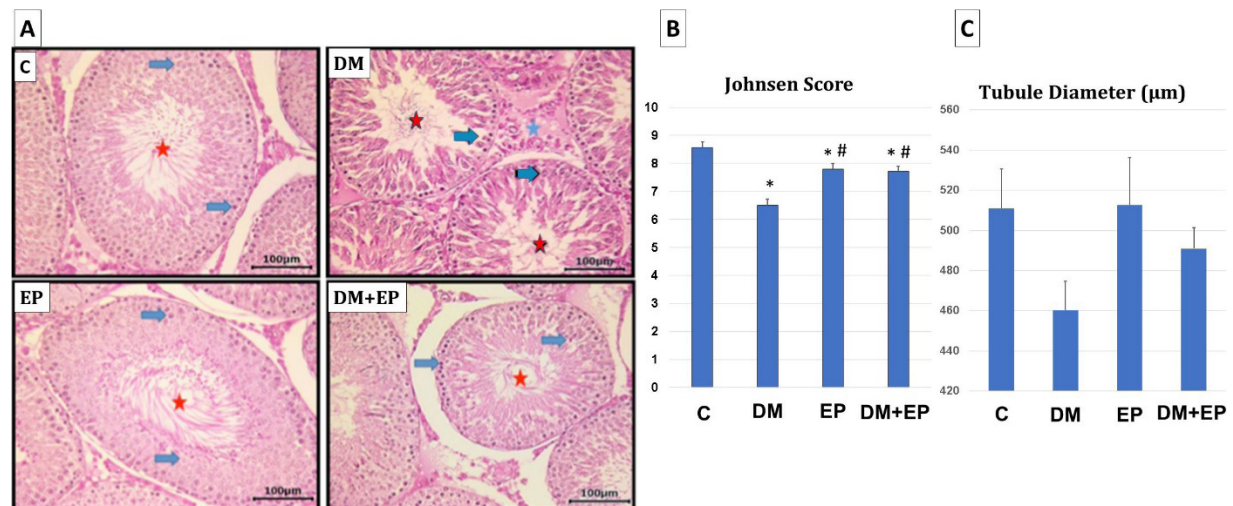 A
C
100µm
DM
100µm
EP
100µm
DM+EP
100µm
B
Johnsen Score
10
9
8
7
6
5
4
3
2
1
0
*
* #
* #
C
DM
EP
DM+EP
C
Tubule Diameter (µm)
560
540
520
500
480
460
440
420
C
DM
EP
DM+EP